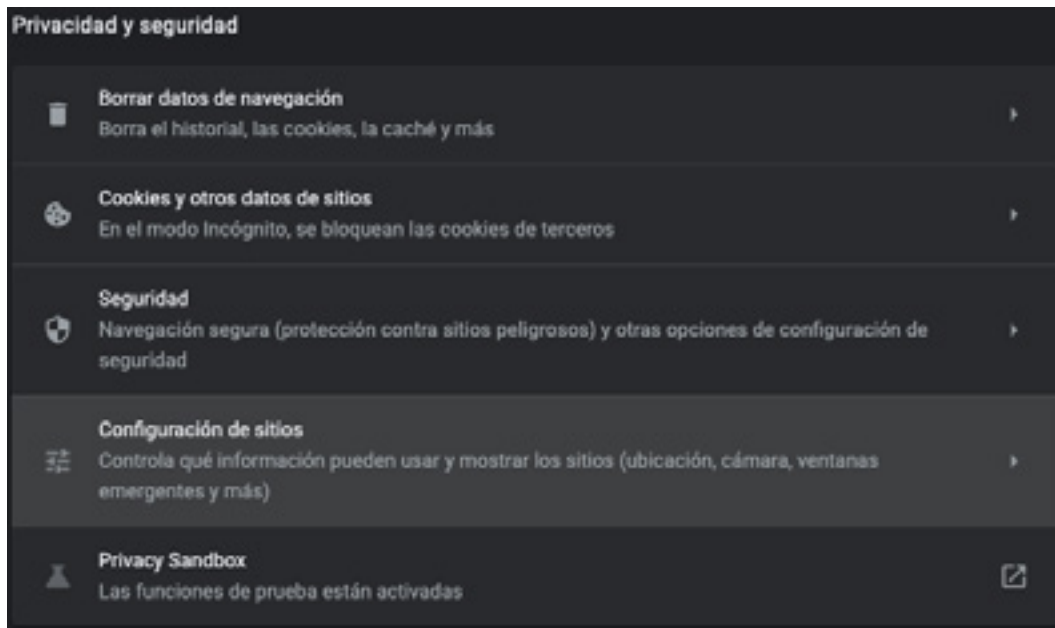 Privacidad y seguridad
Borrar datos de navegación
Borra el historial, las cookies, la caché y más
Cookies y otros datos de sitios
En el modo Incógnito, se bloquean las cookies de terceros
Seguridad
Navegación segura (protección contra sitios peligrosos) y otras opciones de configuración de
seguridad
Configuración de sitios
Controla qué información pueden usar y mostrar los sitios (ubicación, cámara, ventanas
emergentes y más)
Privacy Sandbox
Las funciones de prueba están activadas